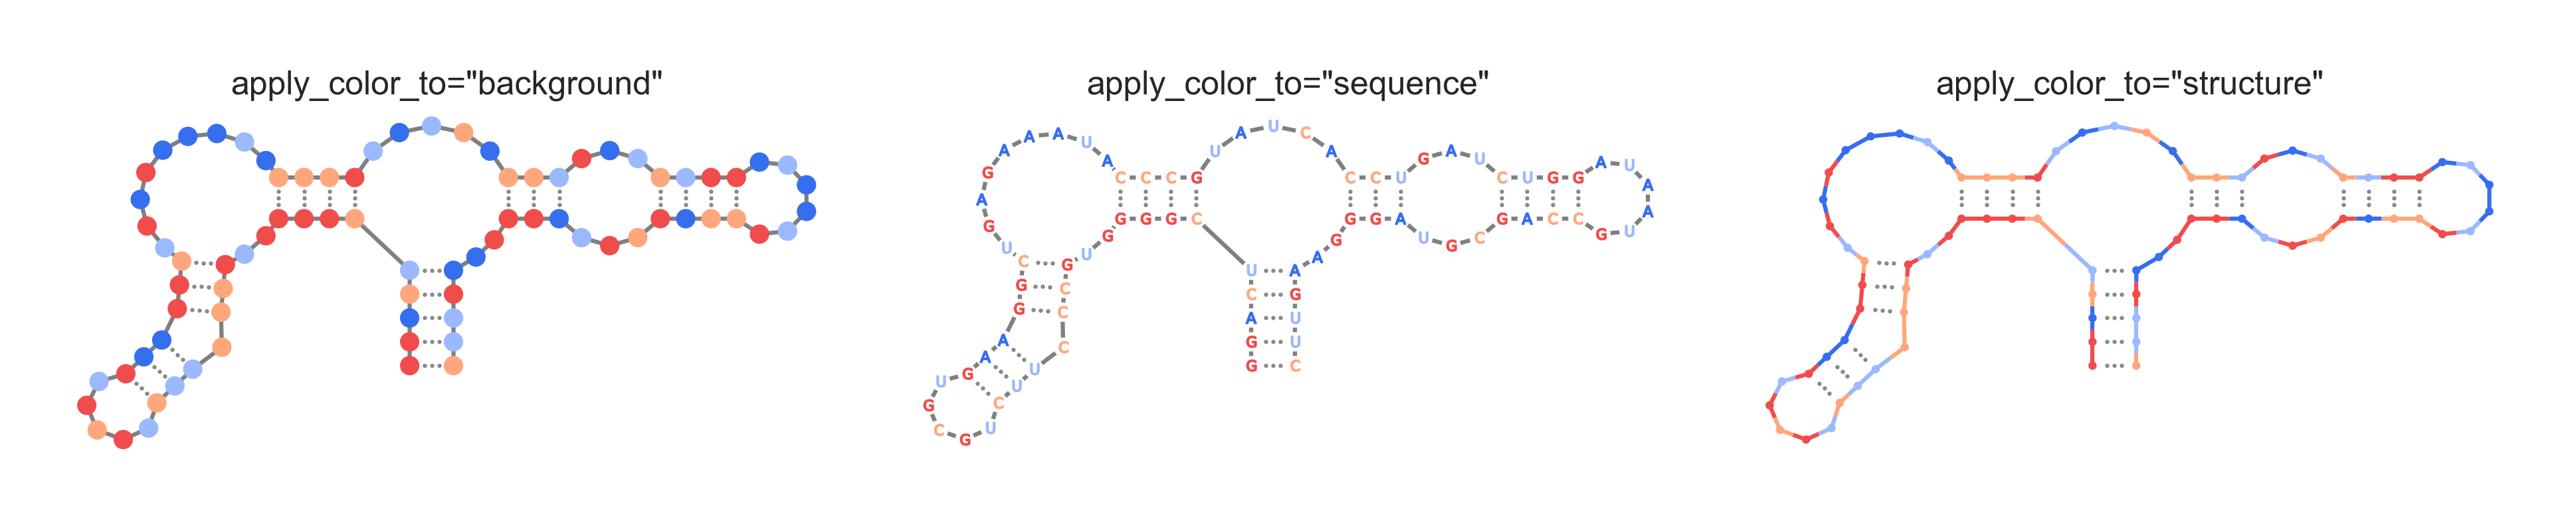 apply_color_to="background"
apply_color_to="sequence"
apply_color_to="structure"
A A U A U C
A U A G A U
A A U
G C C C G C C U C U G G A
A A
G G G G C G G A G A C C
G G U G C G U
U U A
C G U A
G C C G
G C A U
A C G U
A G U G C
U U
G C
C G U